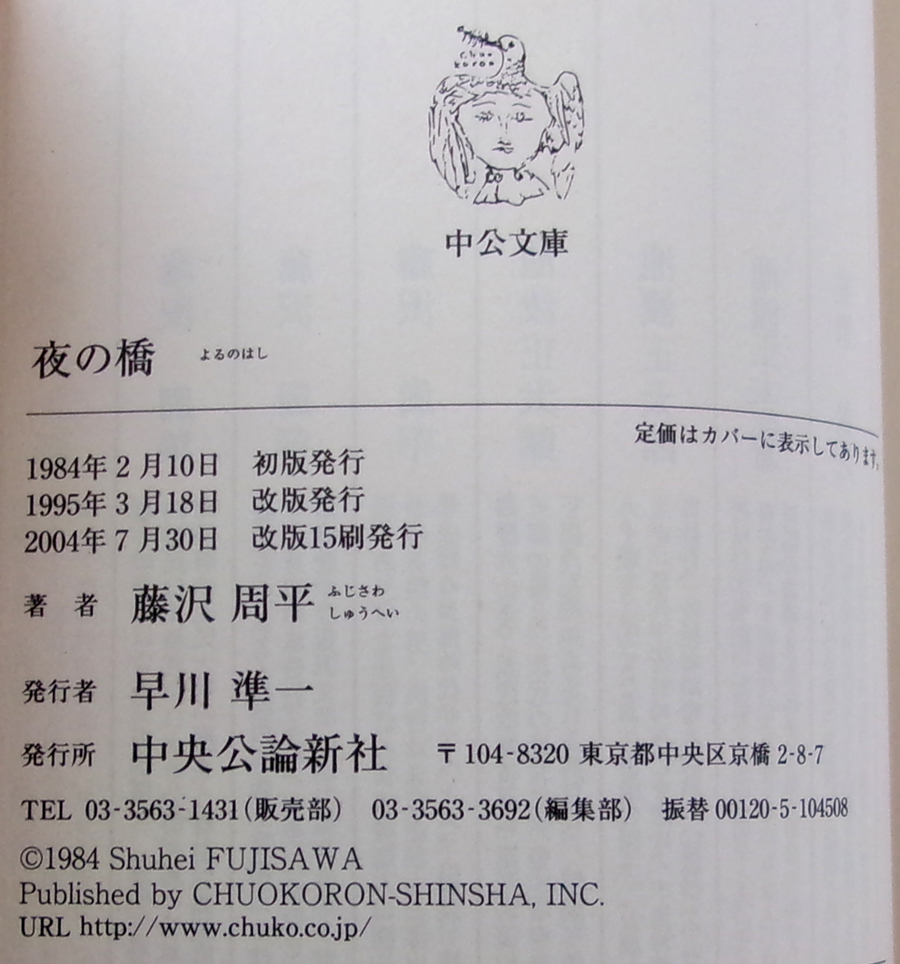 Chuo
koron
中公文庫
夜の橋 よるのはし
定価はカバーに表示してあります。
1984年2月10日 初版発行
1995年3月18日 改版発行
2004年7月30日 改版15刷発行
著 者 藤沢 周平 ふじさわ しゅうへい
発行者 早川 準一
発行所 中央公論新社 〒104-8320 東京都中央区京橋2-8-7
TEL 03-3563-1431(販売部) 03-3563-3692(編集部) 振替00120-5-104508
©1984 Shuhei FUJISAWA
Published by CHUOKORON-SHINSHA, INC.
URL http://www.chuko.co.jp/